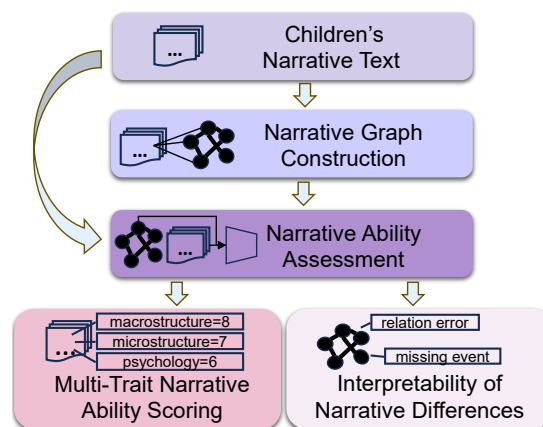 ...
Children’s
Narrative Text
...
Narrative Graph
Construction
...
Narrative Ability
Assessment
...
macrostructure=8
microstructure=7
psychology=6
Multi-Trait Narrative
Ability Scoring
relation error
missing event
Interpretability of
Narrative Differences